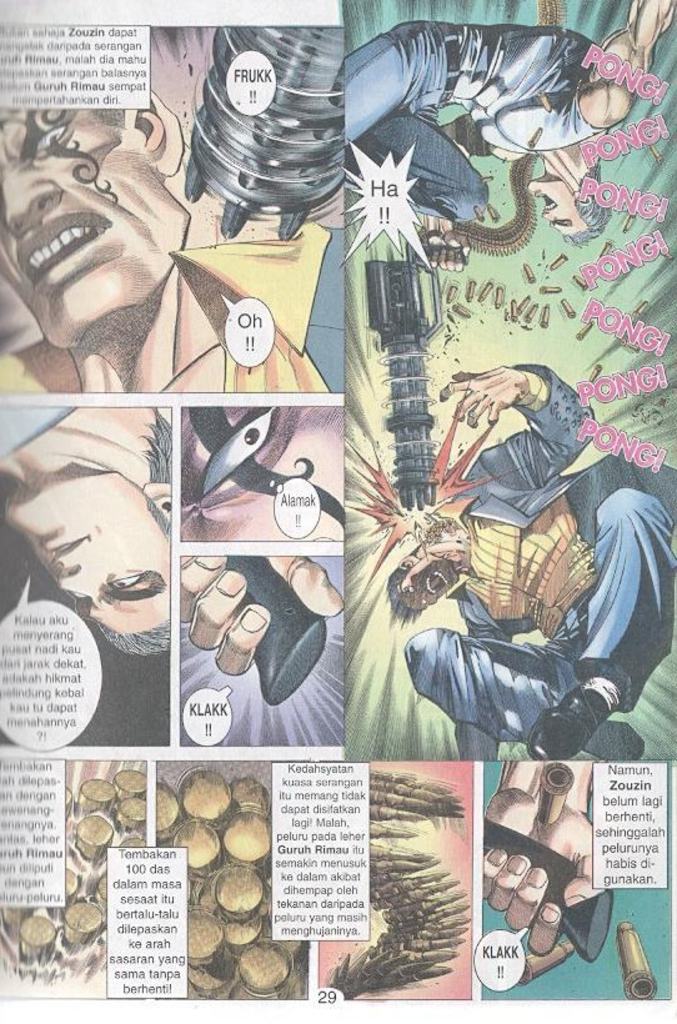 sahaja Zouzin dapat
daripada serangan
Rimau, malah dia mahu
serangan balasnya
Guruh Rimau sempat
mempertahankan diri.
FRUKK
!!
Oh
!!
Ha
!!
PONG!
PONG!
PONG!
PONG!
PONG!
PONG!
PONG!
Alamak
!!
Kalau aku
menyerang
pusat nadi kau
dari jarak dekat,
adakah hikmat
pelindung kebal
kau tu dapat
menahannya
?!
KLAKK
!!
Tembakan
dilepas-
dengan
leher
Rimau
diliputi
dengan
peluru-peluru.
Tembakan
100 das
dalam masa
sesaat itu
bertalu-talu
dilepaskan
ke arah
sasaran yang
sama tanpa
berhenti!
Kedahsyatan
kuasa serangan
itu memang tidak
dapat disifatkan
lagi! Malah,
peluru pada leher
Guruh Rimau itu
semakin menusuk
ke dalam akibat
dihempap oleh
tekanan daripada
peluru yang masih
menghujaninya.
Namun,
Zouzin
belum lagi
berhenti,
sehinggalah
pelurunya
habis di-
gunakan.
KLAKK
!!
29